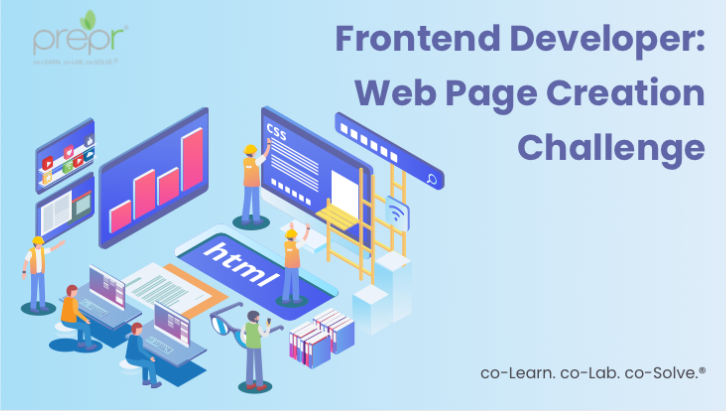 prepr®
co-LEARN. co-LAB. co-SOLVE.®
Frontend Developer:
Web Page Creation
Challenge
CSS
html
co-Learn. co-Lab. co-Solve.®